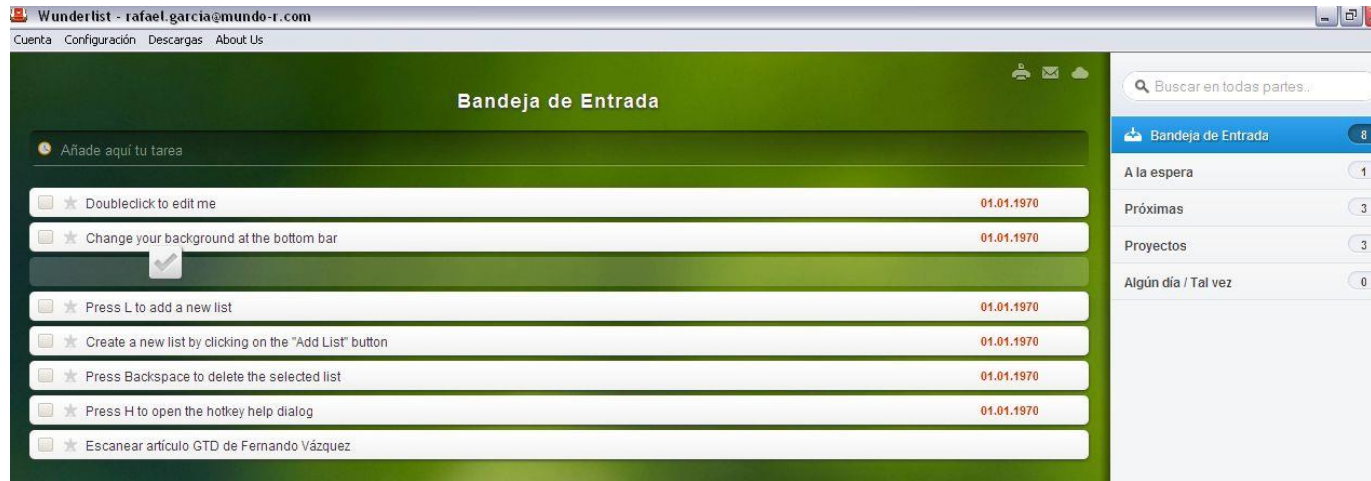 Wunderlist - rafael.garcia@mundo-r.com
Cuenta Configuración Descargas About Us
Bandeja de Entrada
Añade aquí tu tarea
Doubleclick to edit me 01.01.1970
Change your background at the bottom bar 01.01.1970
Press L to add a new list 01.01.1970
Create a new list by clicking on the "Add List" button 01.01.1970
Press Backspace to delete the selected list 01.01.1970
Press H to open the hotkey help dialog 01.01.1970
Escanear artículo GTD de Fernando Vázquez
Buscar en todas partes..
Bandeja de Entrada 8
A la espera 1
Próximas 3
Proyectos 3
Algún día / Tal vez 0